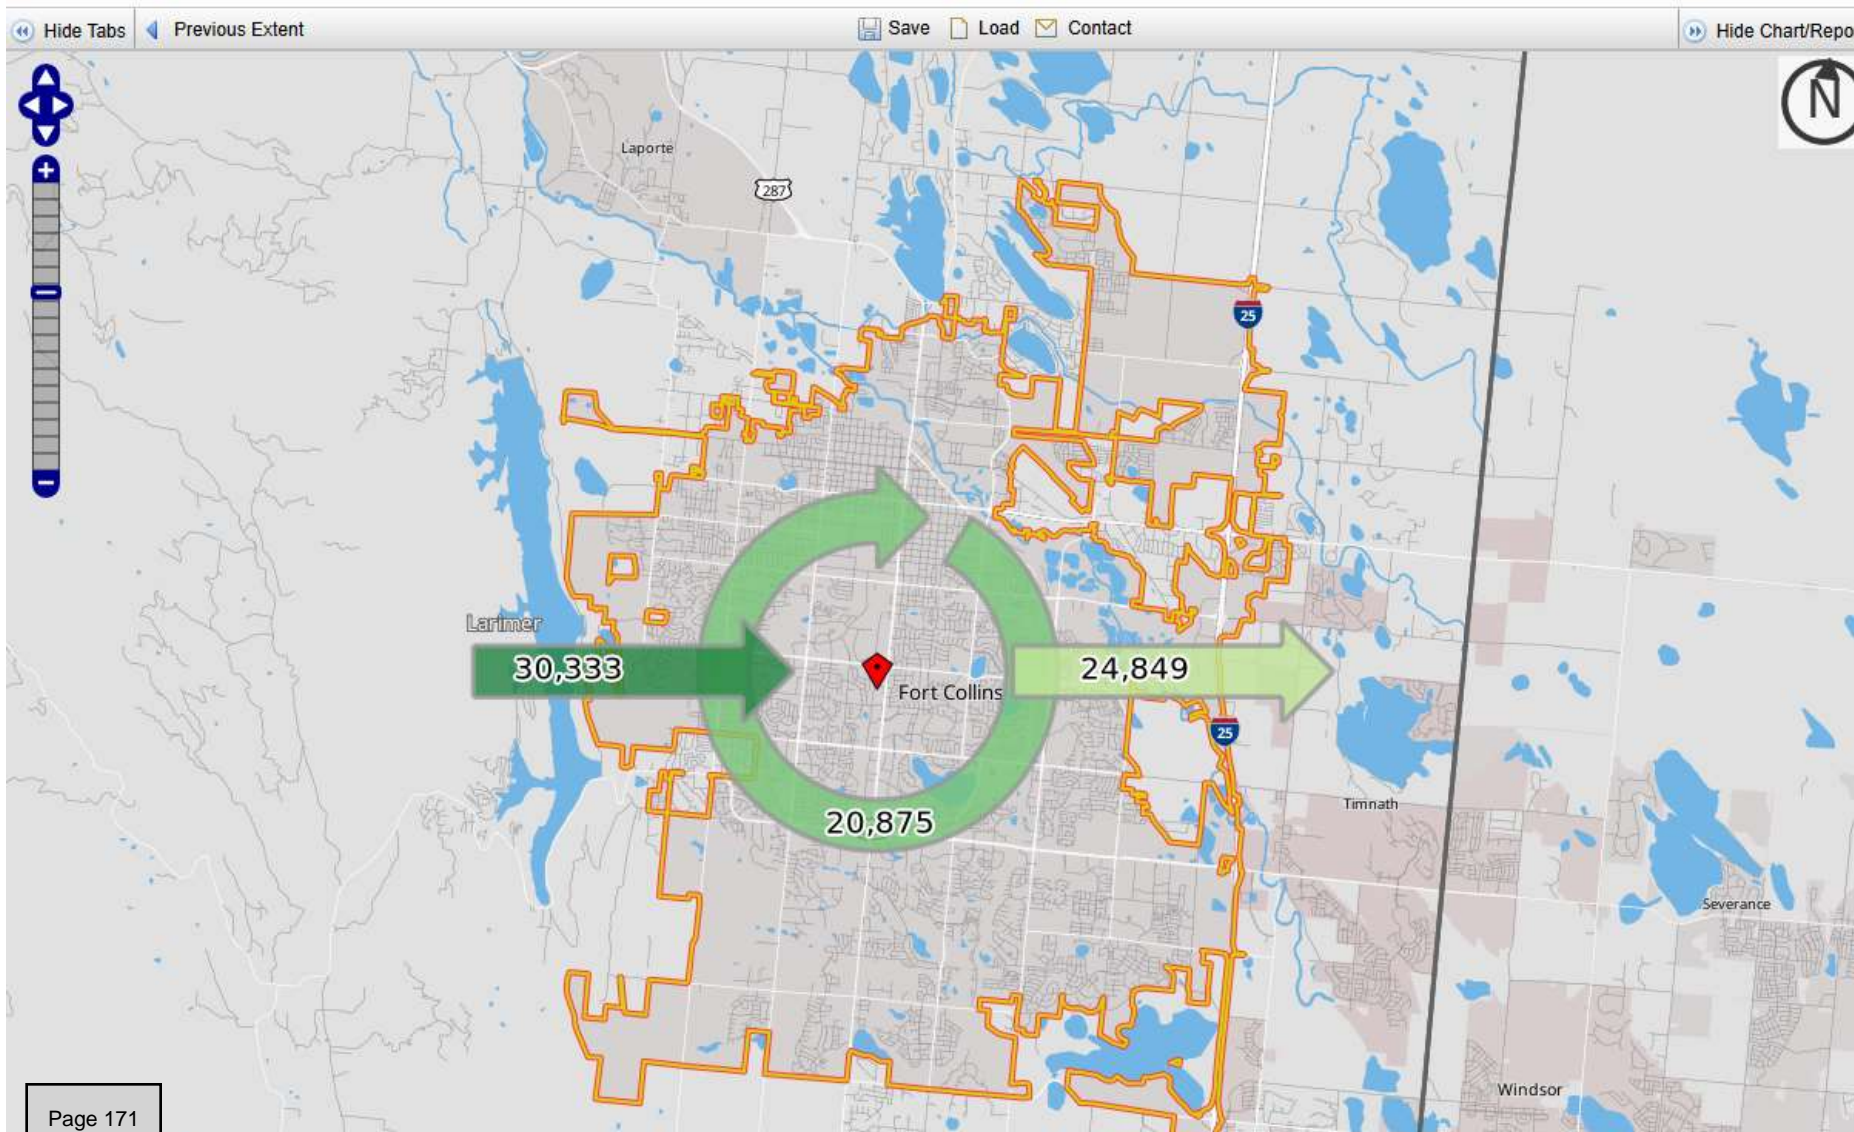 Hide Tabs
Previous Extent
Save
Load
Contact
Hide Chart/Repo
N
Laporte
287
25
Larimer
30,333
24,849
Fort Collins
25
20,875
Timnath
Severance
Windsor
Page 171